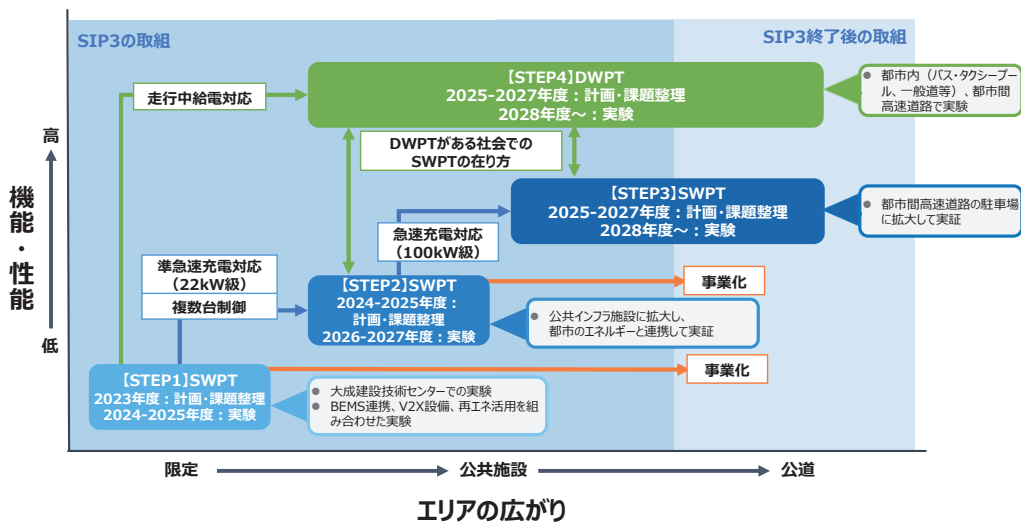 SIP3の取組
SIP3終了後の取組
【STEP4】DWPT
2025-2027年度：計画・課題整理
2028年度～：実験
● 都市内（バス・タクシープー
ル、一般道等）、都市間
高速道路で実験
走行中給電対応
DWPTがある社会での
SWPTの在り方
高
機能・性能
低
【STEP3】SWPT
2025-2027年度：計画・課題整理
2028年度～：実験
● 都市間高速道路の駐車場
に拡大して実証
急速充電対応
（100kW級）
準急速充電対応
（22kW級）
複数台制御
【STEP2】SWPT
2024-2025年度：
計画・課題整理
2026-2027年度：実験
事業化
● 公共インフラ施設に拡大し、
都市のエネルギーと連携して実証
事業化
【STEP1】SWPT
2023年度：計画・課題整理
2024-2025年度：実験
● 大成建設技術センターでの実験
● BEMS連携、V2X設備、再エネ活用を組
み合わせた実験
限定
公共施設
公道
エリアの広がり